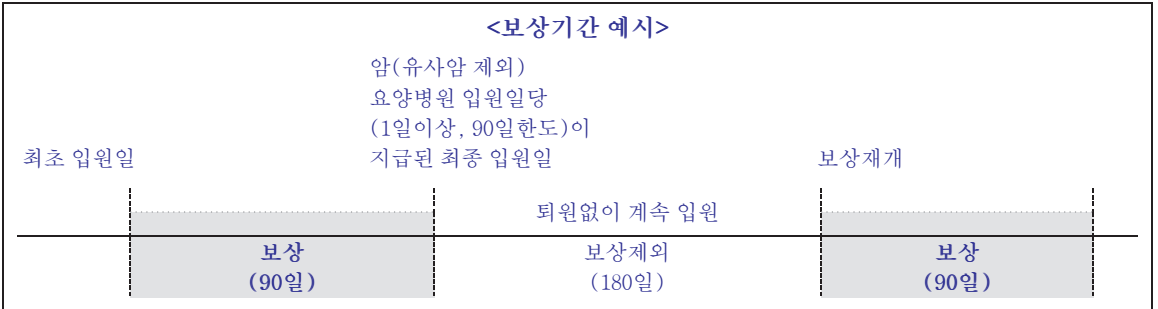 <보상기간 예시>
암(유사암 제외)
요양병원 입원일당
(1일이상, 90일한도)이
최초 입원일
지급된 최종 입원일
보상재개
퇴원없이 계속 입원
보상
보상제외
보상
(90일)
(180일)
(90일)